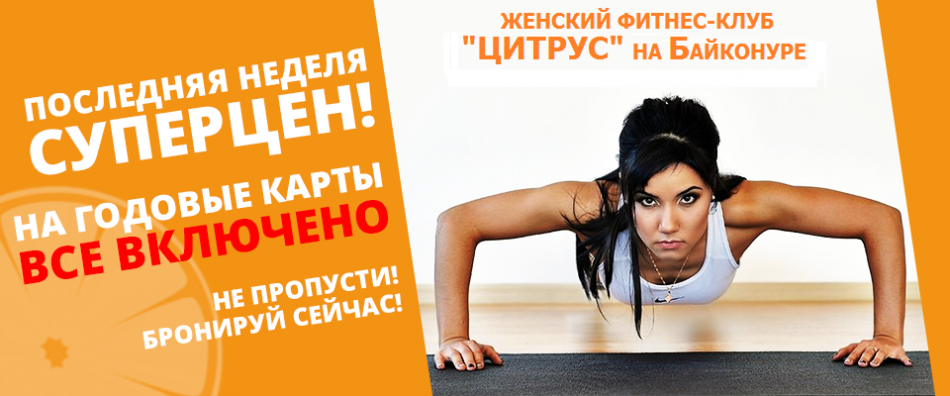 ПОСЛЕДНЯЯ НЕДЕЛЯ
СУПЕРЦЕН!
НА ГОДОВЫЕ КАРТЫ
ВСЕ ВКЛЮЧЕНО
НЕ ПРОПУСТИ!
БРОНИРУЙ СЕЙЧАС!
ЖЕНСКИЙ ФИТНЕС-КЛУБ
"ЦИТРУС" НА БАЙКОНУРЕ